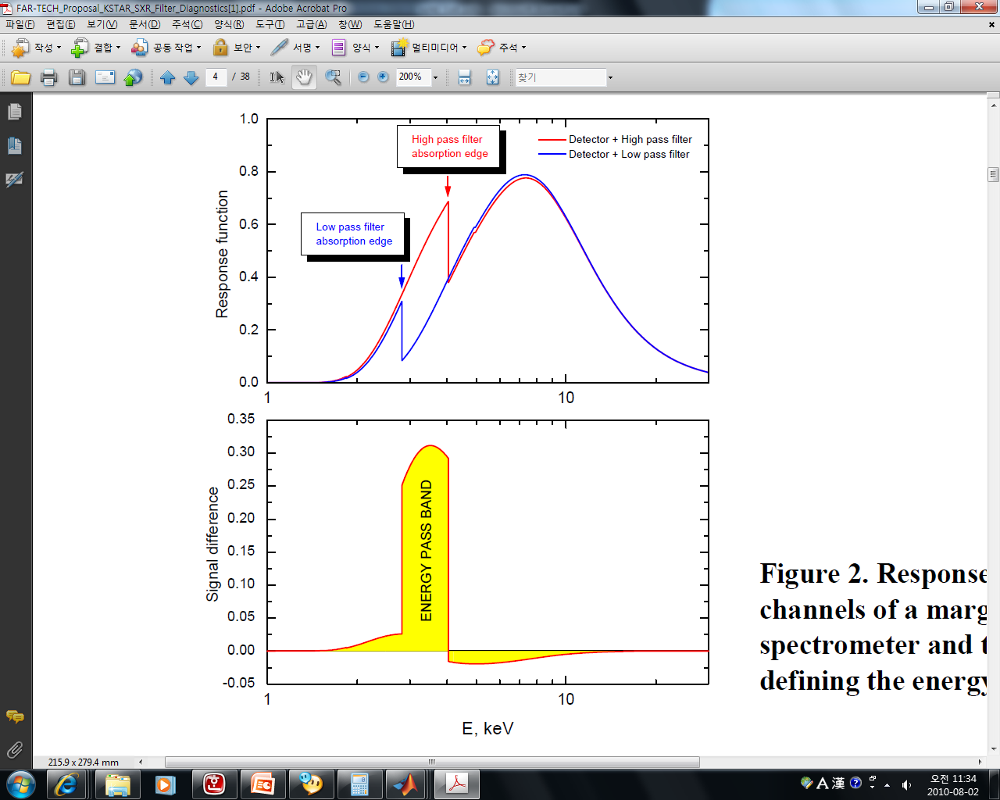 FAR-TECH_Proposal_KSTAR_SXR_Filter_Diagnostics[1].pdf - Adobe Acrobat Pro
파일(F) 편집(E) 보기(V) 문서(D) 주석(C) 양식(R) 도구(T) 고급(A) 창(W) 도움말(H)
작성 결합 공동 작업 보안 서명 양식 멀티미디어 주석
4 / 38 200% 찾기
1.0
0.8
0.6
0.4
0.2
0.0
Response function
High pass filter
absorption edge
Low pass filter
absorption edge
Detector + High pass filter
Detector + Low pass filter
1 10
0.35
0.30
0.25
0.20
0.15
0.10
0.05
0.00
-0.05
Signal difference
ENERGY PASS BAND
1 10
E, keV
Figure 2. Response
channels of a marg
spectrometer and t
defining the energy
215.9 x 279.4 mm
A 漢
오전 11:34
2010-08-02